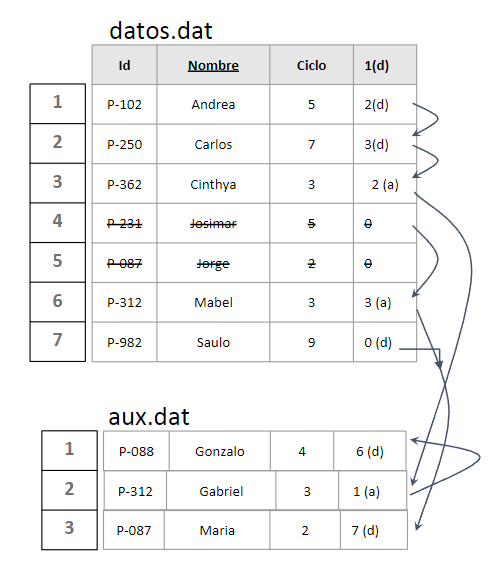 datos.dat
Id Nombre Ciclo 1(d)
1 P-102 Andrea 5 2(d)
2 P-250 Carlos 7 3(d)
3 P-362 Cinthya 3 2 (a)
4 P-231 Josimar 5 0
5 P-087 Jorge 2 0
6 P-312 Mabel 3 3 (a)
7 P-982 Saulo 9 0 (d)
aux.dat
1 P-088 Gonzalo 4 6 (d)
2 P-312 Gabriel 3 1 (a)
3 P-087 Maria 2 7 (d)